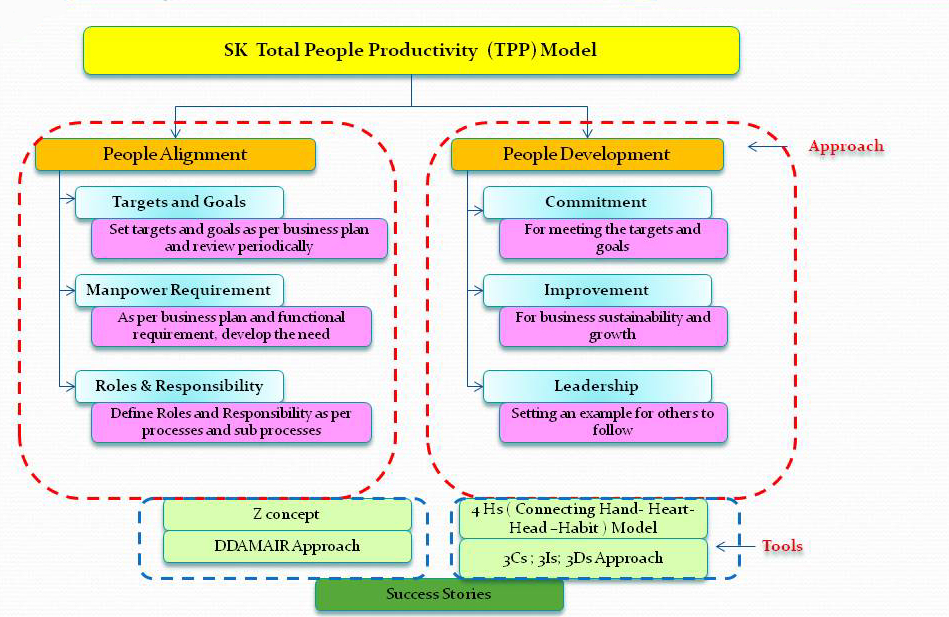 SK Total People Productivity (TPP) Model
People Alignment
Targets and Goals
Set targets and goals as per business plan
and review periodically
Manpower Requirement
As per business plan and functional
requirement, develop the need
Roles & Responsibility
Define Roles and Responsibility as per
processes and sub processes
People Development
Commitment
For meeting the targets and
goals
Improvement
For business sustainability and
growth
Leadership
Setting an example for others to
follow
Approach
Z concept
DDAMAIR Approach
4 Hs ( Connecting Hand- Heart-
Head –Habit ) Model
3Cs ; 3Is; 3Ds Approach
Tools
Success Stories